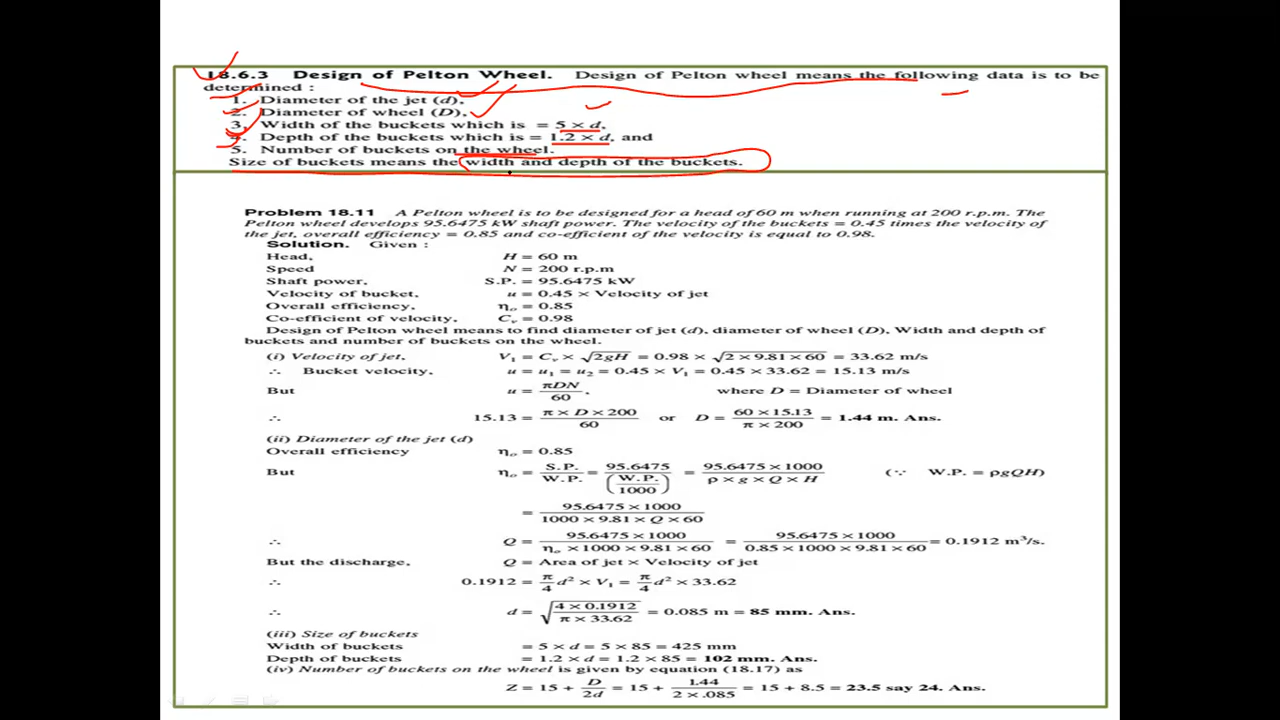 18.6.3 Design of Pelton Wheel. Design of Pelton wheel means the following data is to be
determined :
1. Diameter of the jet (d),
2. Diameter of wheel (D),
3. Width of the buckets which is = 5 × d,
4. Depth of the buckets which is = 1.2 × d, and
5. Number of buckets on the wheel.
Size of buckets means the width and depth of the buckets.
Problem 18.11 A Pelton wheel is to be designed for a head of 60 m when running at 200 r.p.m. The
Pelton wheel develops 95.6475 kW shaft power. The velocity of the buckets = 0.45 times the velocity of
the jet, overall efficiency = 0.85 and co-efficient of the velocity is equal to 0.98.
Solution. Given :
Head, H = 60 m
Speed N = 200 r.p.m
Shaft power, S.P. = 95.6475 kW
Velocity of bucket, u = 0.45 × Velocity of jet
Overall efficiency, ηₒ = 0.85
Co-efficient of velocity, Cᵥ = 0.98
Design of Pelton wheel means to find diameter of jet (d), diameter of wheel (D), Width and depth of
buckets and number of buckets on the wheel.
(i) Velocity of jet, V₁ = Cᵥ × √(2gH) = 0.98 × √(2 × 9.81 × 60) = 33.62 m/s
∴ Bucket velocity, u = u₁ = u₂ = 0.45 × V₁ = 0.45 × 33.62 = 15.13 m/s
But u = πDN/60, where D = Diameter of wheel
∴ 15.13 = (π × D × 200)/60 or D = (60 × 15.13)/(π × 200) = 1.44 m. Ans.
(ii) Diameter of the jet (d)
Overall efficiency ηₒ = 0.85
But ηₒ = S.P./W.P. = 95.6475/(W.P./1000) = (95.6475 × 1000)/(ρ × g × Q × H) (∵ W.P. = ρgQH)
= (95.6475 × 1000)/(1000 × 9.81 × Q × 60)
∴ Q = (95.6475 × 1000)/(ηₒ × 1000 × 9.81 × 60) = (95.6475 × 1000)/(0.85 × 1000 × 9.81 × 60) = 0.1912 m³/s.
But the discharge, Q = Area of jet × Velocity of jet
∴ 0.1912 = π/4 d² × V₁ = π/4 d² × 33.62
∴ d = √((4 × 0.1912)/(π × 33.62)) = 0.085 m = 85 mm. Ans.
(iii) Size of buckets
Width of buckets = 5 × d = 5 × 85 = 425 mm
Depth of buckets = 1.2 × d = 1.2 × 85 = 102 mm. Ans.
(iv) Number of buckets on the wheel is given by equation (18.17) as
Z = 15 + D/2d = 15 + 1.44/(2 × .085) = 15 + 8.5 = 23.5 say 24. Ans.